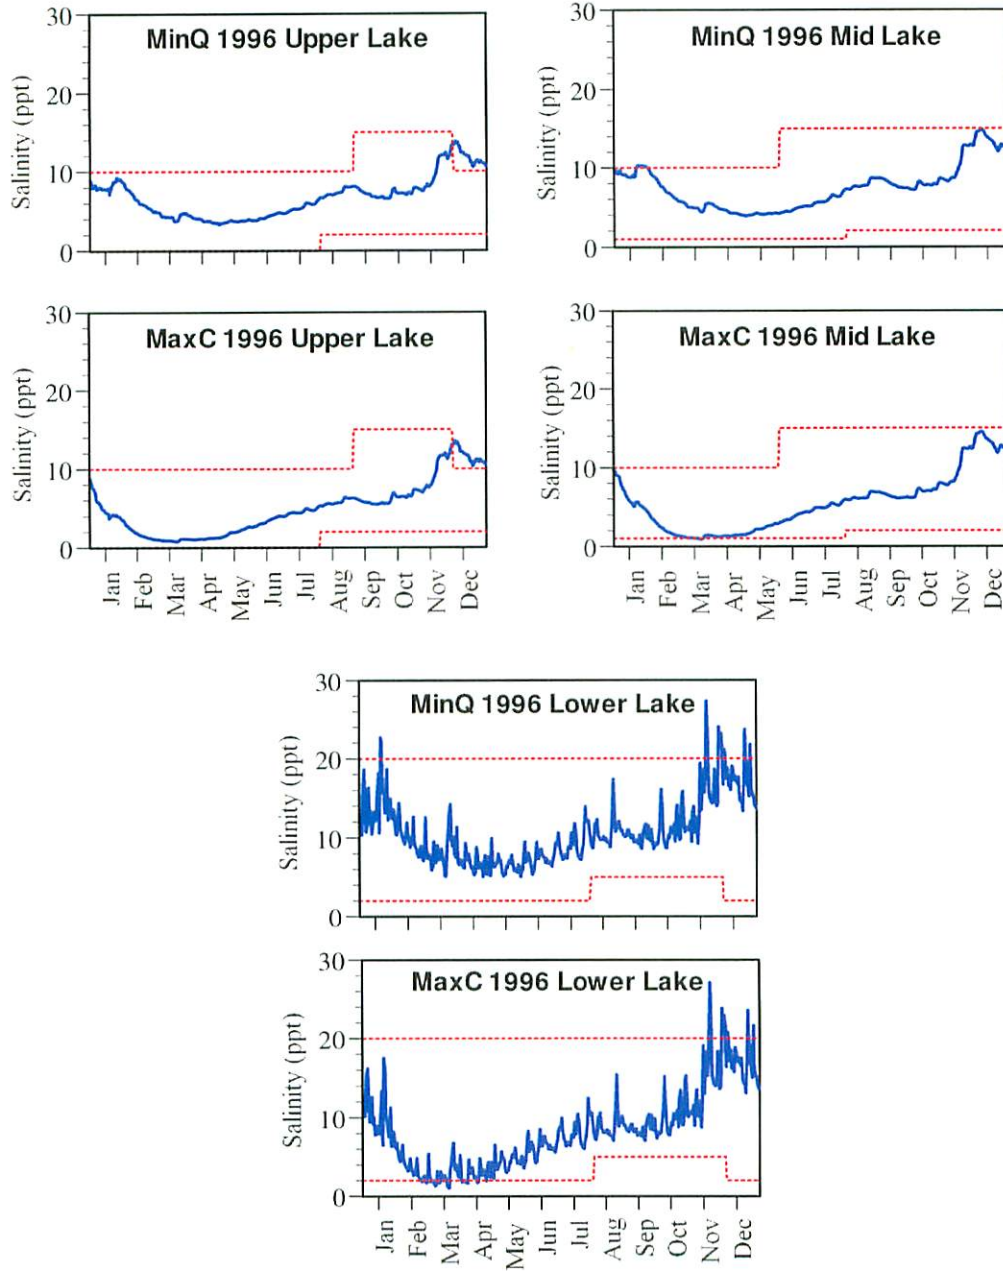 30
MinQ 1996 Upper Lake
20
10
0
Salinity (ppt)
30
MinQ 1996 Mid Lake
20
10
0
Salinity (ppt)
30
MaxC 1996 Upper Lake
20
10
0
Salinity (ppt)
Jan Feb Mar Apr May Jun Jul Aug Sep Oct Nov Dec
30
MaxC 1996 Mid Lake
20
10
0
Salinity (ppt)
Jan Feb Mar Apr May Jun Jul Aug Sep Oct Nov Dec
30
MinQ 1996 Lower Lake
20
10
0
Salinity (ppt)
30
MaxC 1996 Lower Lake
20
10
0
Salinity (ppt)
Jan Feb Mar Apr May Jun Jul Aug Sep Oct Nov Dec